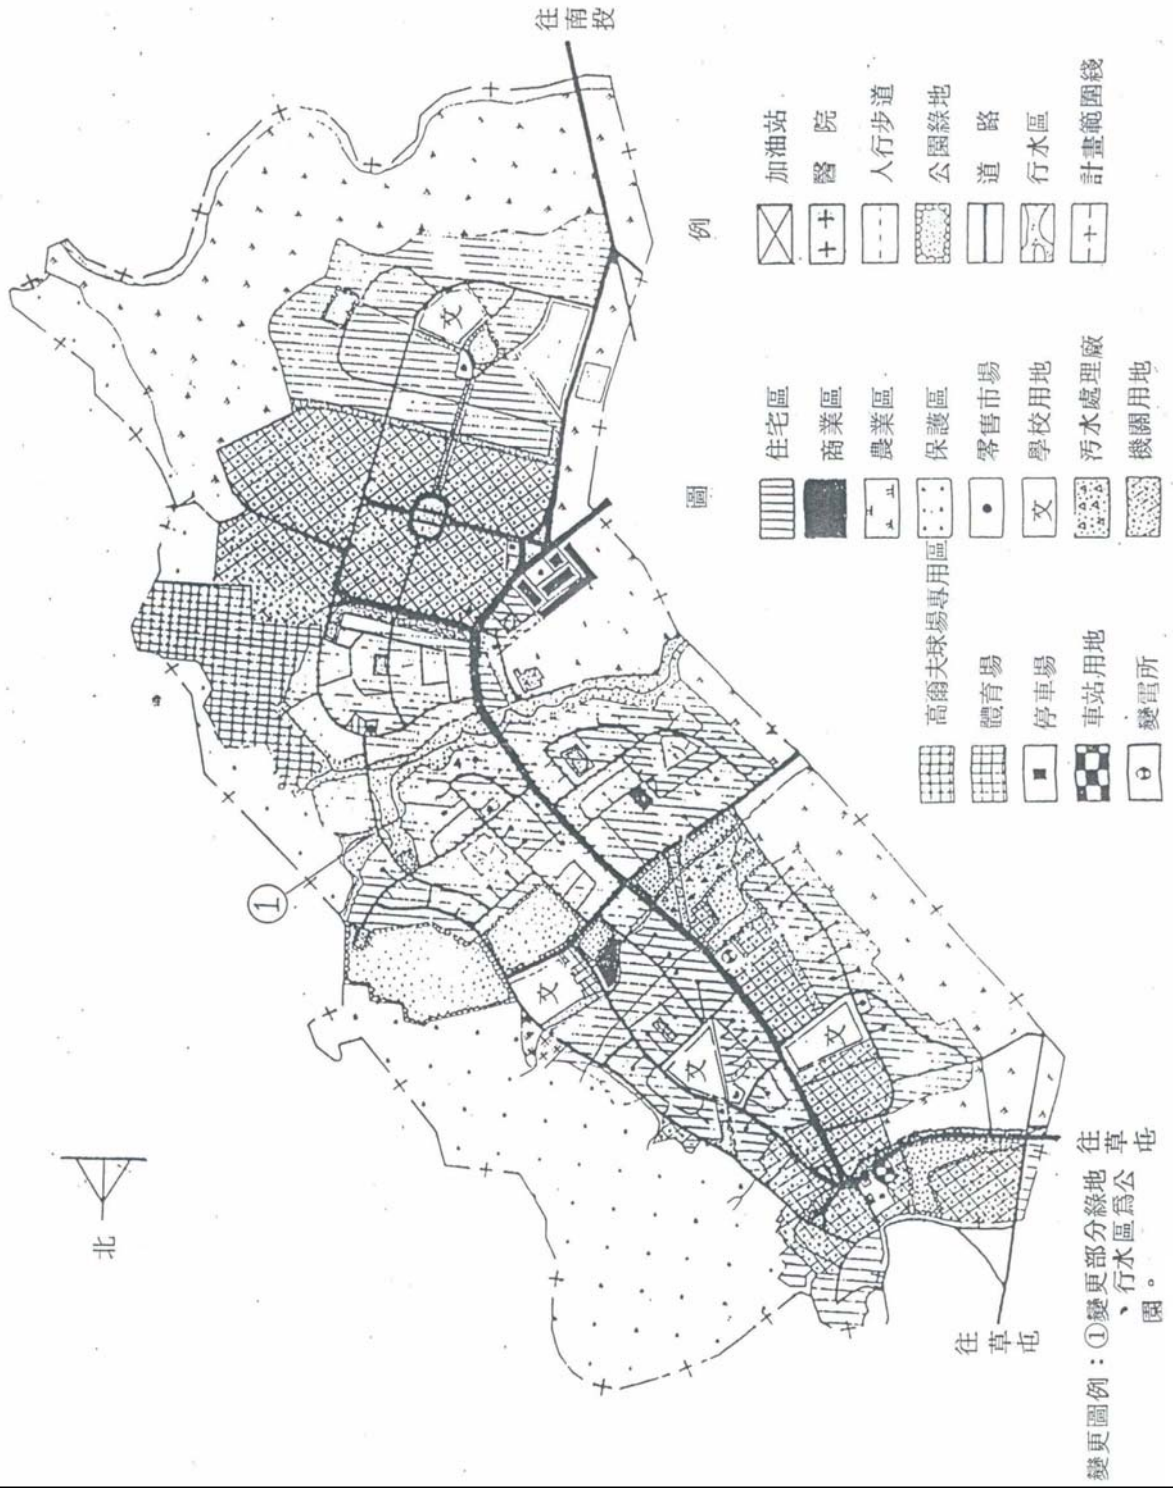 北
①
文
文
文
文
往南投
往草屯
往草屯
圖例
高爾夫球場專用區
體育場
停車場
車站用地
變電所
住宅區
商業區
農業區
保護區
零售市場
文 學校用地
污水處理廠
機關用地
加油站
醫院
人行步道
公園綠地
道路
行水區
計畫範圍綫
變更圖例：①變更部分綠地
、行水區爲公
園。